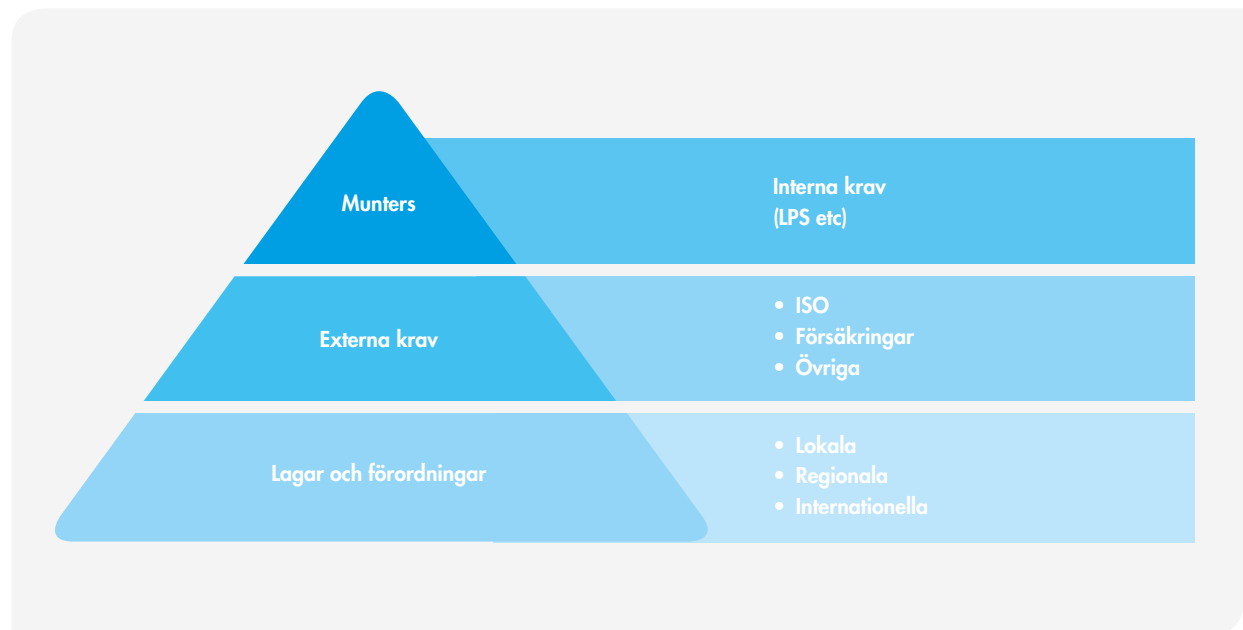 Munters
Interna krav
(LPS etc)
Externa krav
• ISO
• Försäkringar
• Övriga
Lagar och förordningar
• Lokala
• Regionala
• Internationella